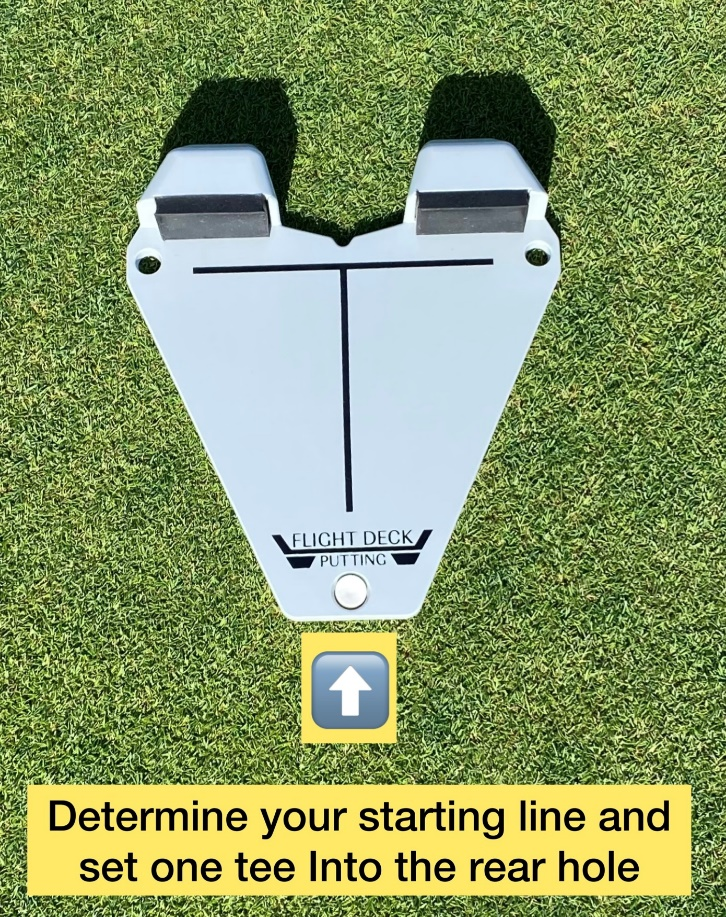 FLIGHT DECK
PUTTING
Determine your starting line and
set one tee Into the rear hole